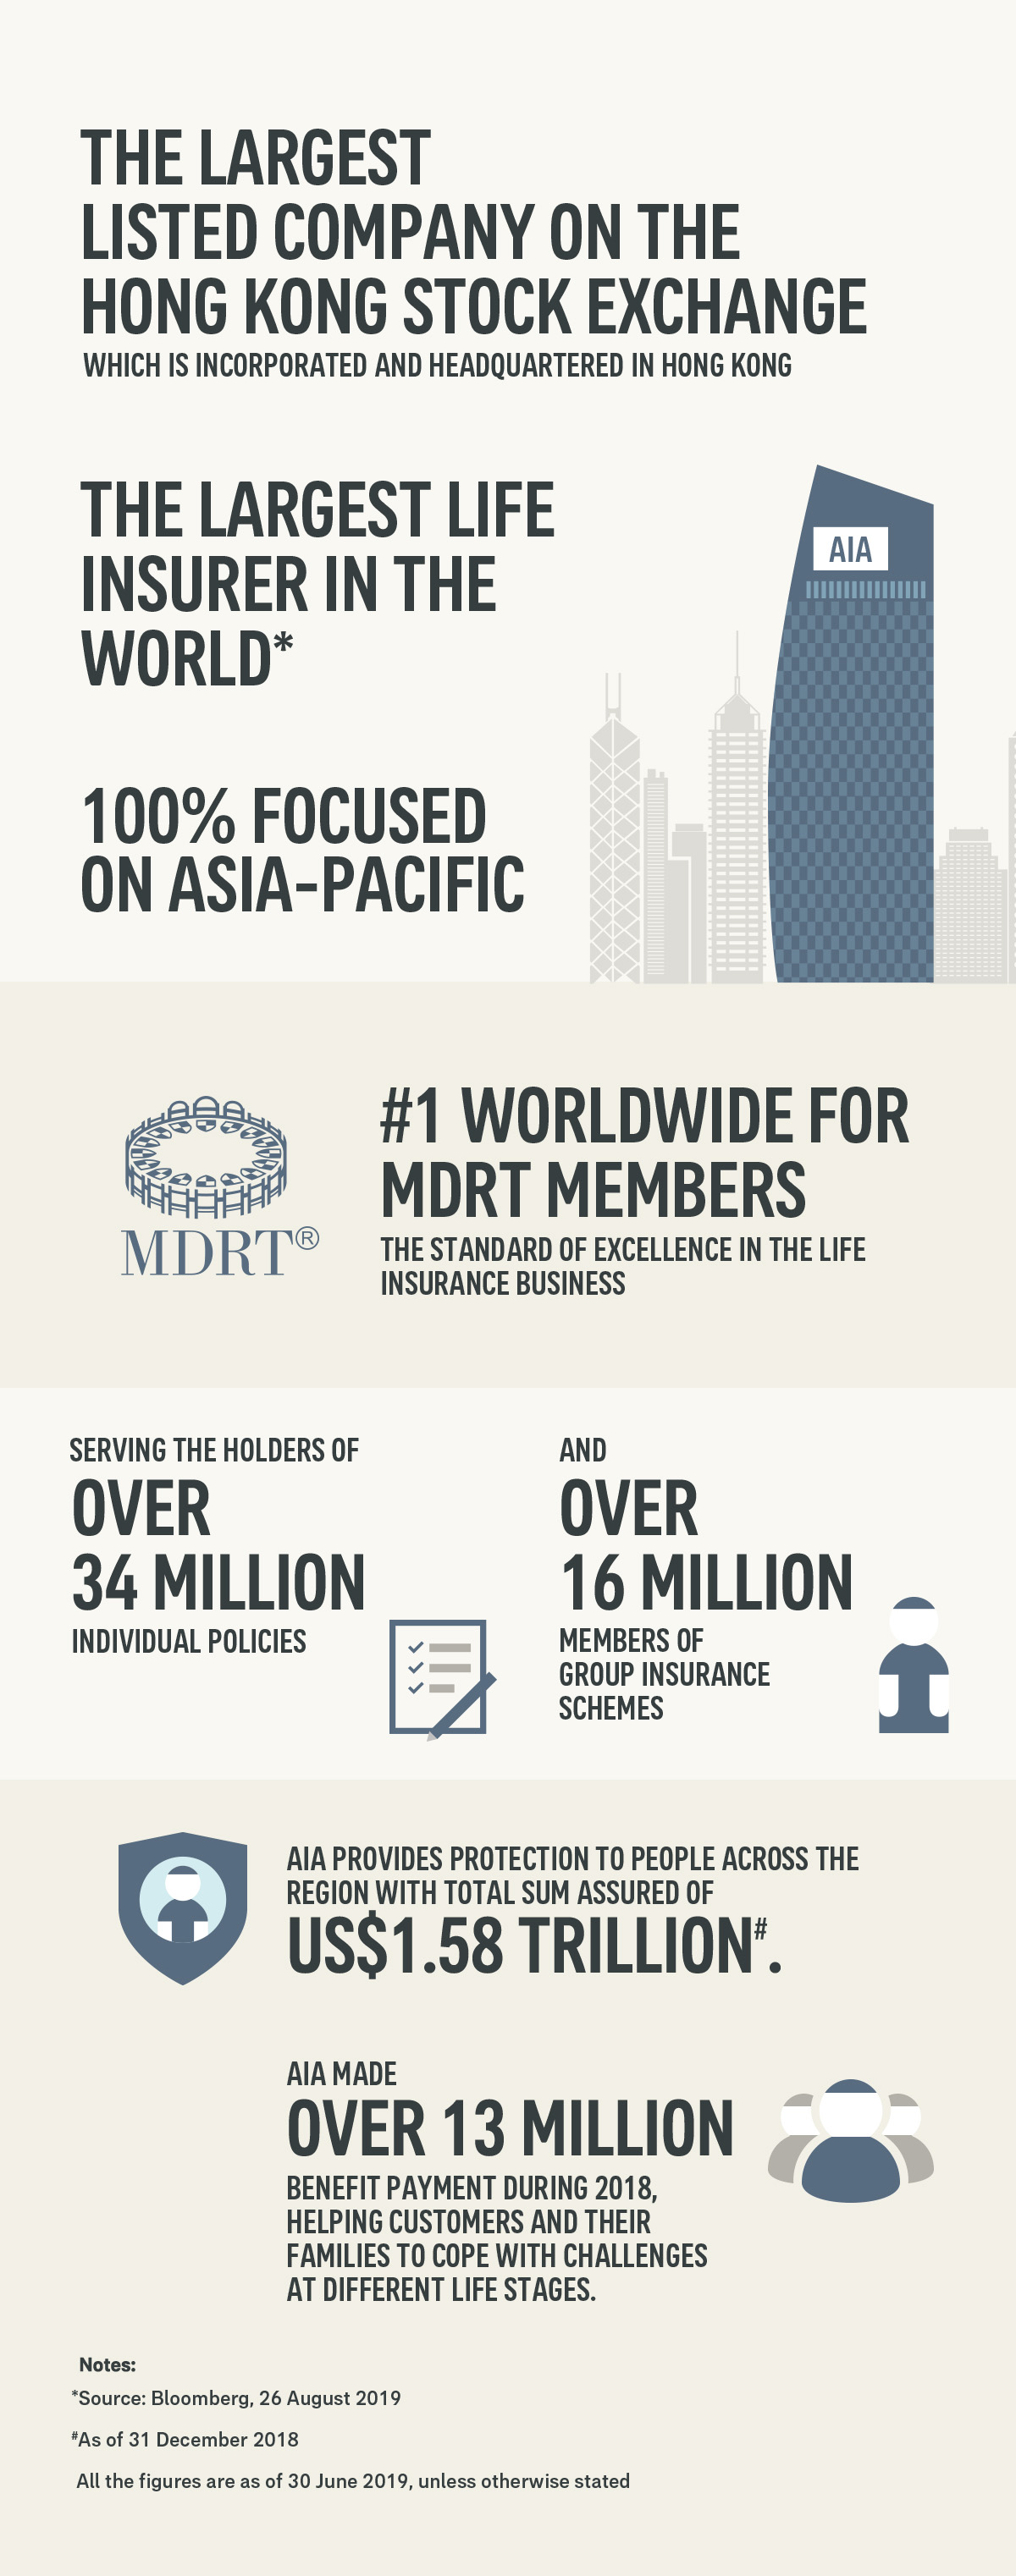 THE LARGEST
LISTED COMPANY ON THE
HONG KONG STOCK EXCHANGE
WHICH IS INCORPORATED AND HEADQUARTERED IN HONG KONG
THE LARGEST LIFE
INSURER IN THE
WORLD*
AIA
100% FOCUSED
ON ASIA-PACIFIC
MDRT®
#1 WORLDWIDE FOR
MDRT MEMBERS
THE STANDARD OF EXCELLENCE IN THE LIFE
INSURANCE BUSINESS
SERVING THE HOLDERS OF
OVER
34 MILLION
INDIVIDUAL POLICIES
AND
OVER
16 MILLION
MEMBERS OF
GROUP INSURANCE
SCHEMES
AIA PROVIDES PROTECTION TO PEOPLE ACROSS THE
REGION WITH TOTAL SUM ASSURED OF
US$1.58 TRILLION#.
AIA MADE
OVER 13 MILLION
BENEFIT PAYMENT DURING 2018,
HELPING CUSTOMERS AND THEIR
FAMILIES TO COPE WITH CHALLENGES
AT DIFFERENT LIFE STAGES.
Notes:
*Source: Bloomberg, 26 August 2019
#As of 31 December 2018
All the figures are as of 30 June 2019, unless otherwise stated